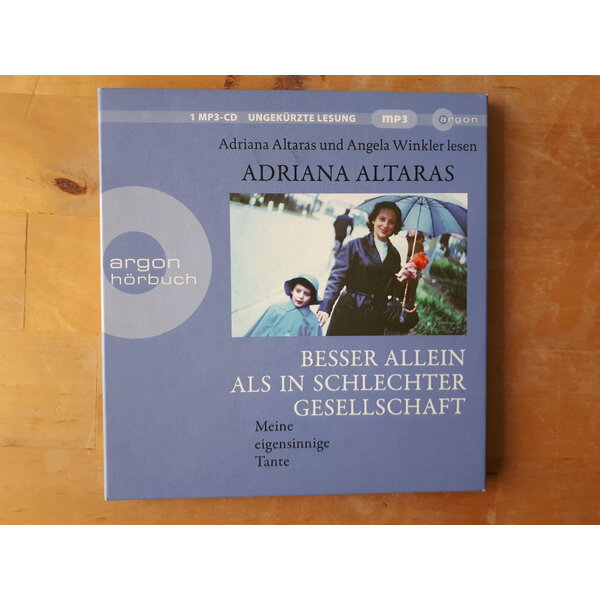 1 MP3-CD UNGEKÜRZTE LESUNG MP3 argon
Adriana Altaras und Angela Winkler lesen
ADRIANA ALTARAS
argon
hörbuch
BESSER ALLEIN
ALS IN SCHLECHTER
GESELLSCHAFT
Meine
eigensinnige
Tante